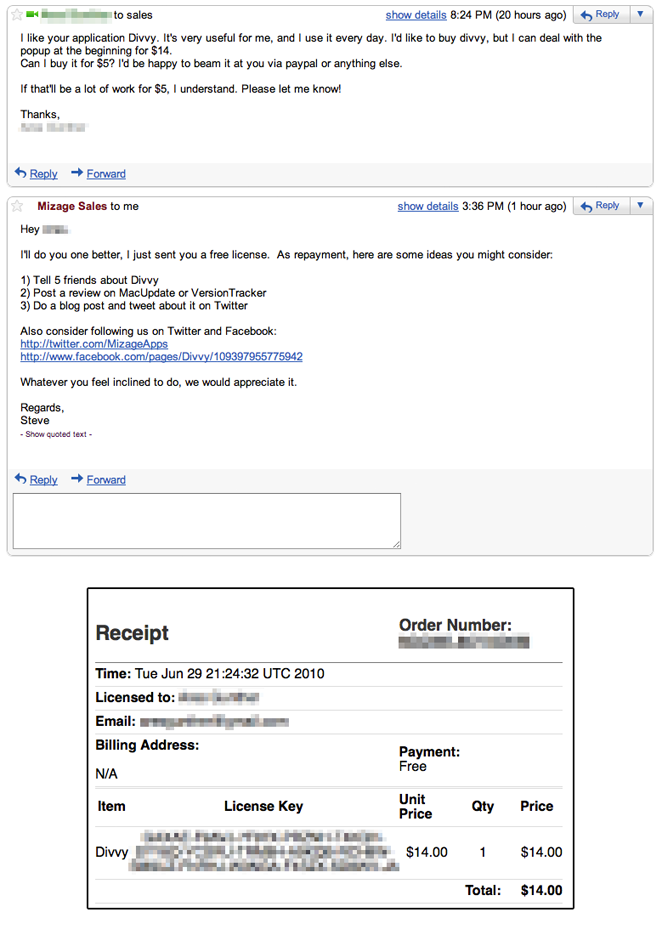 to sales show details 8:24 PM (20 hours ago) Reply
I like your application Divvy. It's very useful for me, and I use it every day. I'd like to buy divvy, but I can deal with the
popup at the beginning for $14.
Can I buy it for $5? I'd be happy to beam it at you via paypal or anything else.
If that'll be a lot of work for $5, I understand. Please let me know!
Thanks,
Reply Forward
Mizage Sales to me show details 3:36 PM (1 hour ago) Reply
Hey
I'll do you one better, I just sent you a free license. As repayment, here are some ideas you might consider:
1) Tell 5 friends about Divvy
2) Post a review on MacUpdate or VersionTracker
3) Do a blog post and tweet about it on Twitter
Also consider following us on Twitter and Facebook:
http://twitter.com/MizageApps
http://www.facebook.com/pages/Divvy/109397955775942
Whatever you feel inclined to do, we would appreciate it.
Regards,
Steve
- Show quoted text -
Reply Forward
Receipt
Order Number:
Time: Tue Jun 29 21:24:32 UTC 2010
Licensed to:
Email:
Billing Address:
N/A
Payment:
Free
Item License Key Unit Price Qty Price
Divvy $14.00 1 $14.00
Total: $14.00